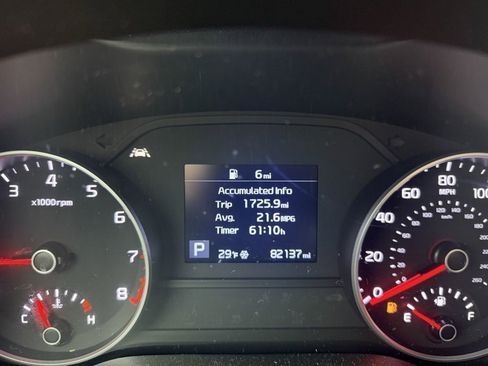 6 mi
Accumulated Info
Trip 1725.9 mi
Avg. 21.6 MPG
Timer 61:10 h
P 29°F 82137 mi
3 4 5 6 7 8
x1000rpm
C H
0 20 40 60 80 100
MPH
E F